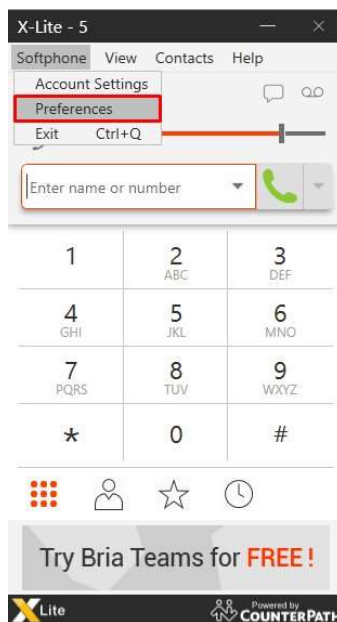 X-Lite - 5
Softphone View Contacts Help
Account Settings
Preferences
Exit Ctrl+Q
Enter name or number
1 2 3
ABC DEF
4 5 6
GHI JKL MNO
7 8 9
PQRS TUV WXYZ
* 0 #
Try Bria Teams for FREE!
X Lite Powered by
COUNTERPATH